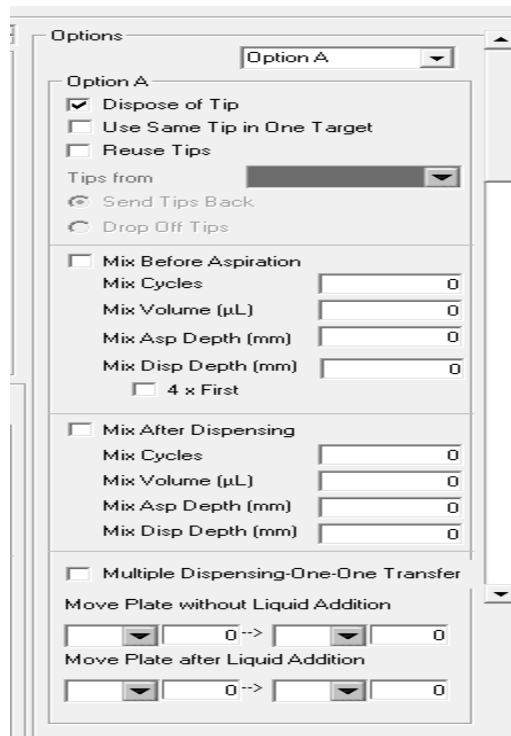 Options
Option A
Option A
Dispose of Tip
Use Same Tip in One Target
Reuse Tips
Tips from
Send Tips Back
Drop Off Tips
Mix Before Aspiration
Mix Cycles 0
Mix Volume (µL) 0
Mix Asp Depth (mm) 0
Mix Disp Depth (mm) 0
4 x First
Mix After Dispensing
Mix Cycles 0
Mix Volume (µL) 0
Mix Asp Depth (mm) 0
Mix Disp Depth (mm) 0
Multiple Dispensing-One-One Transfer
Move Plate without Liquid Addition
0 --> 0
Move Plate after Liquid Addition
0 --> 0